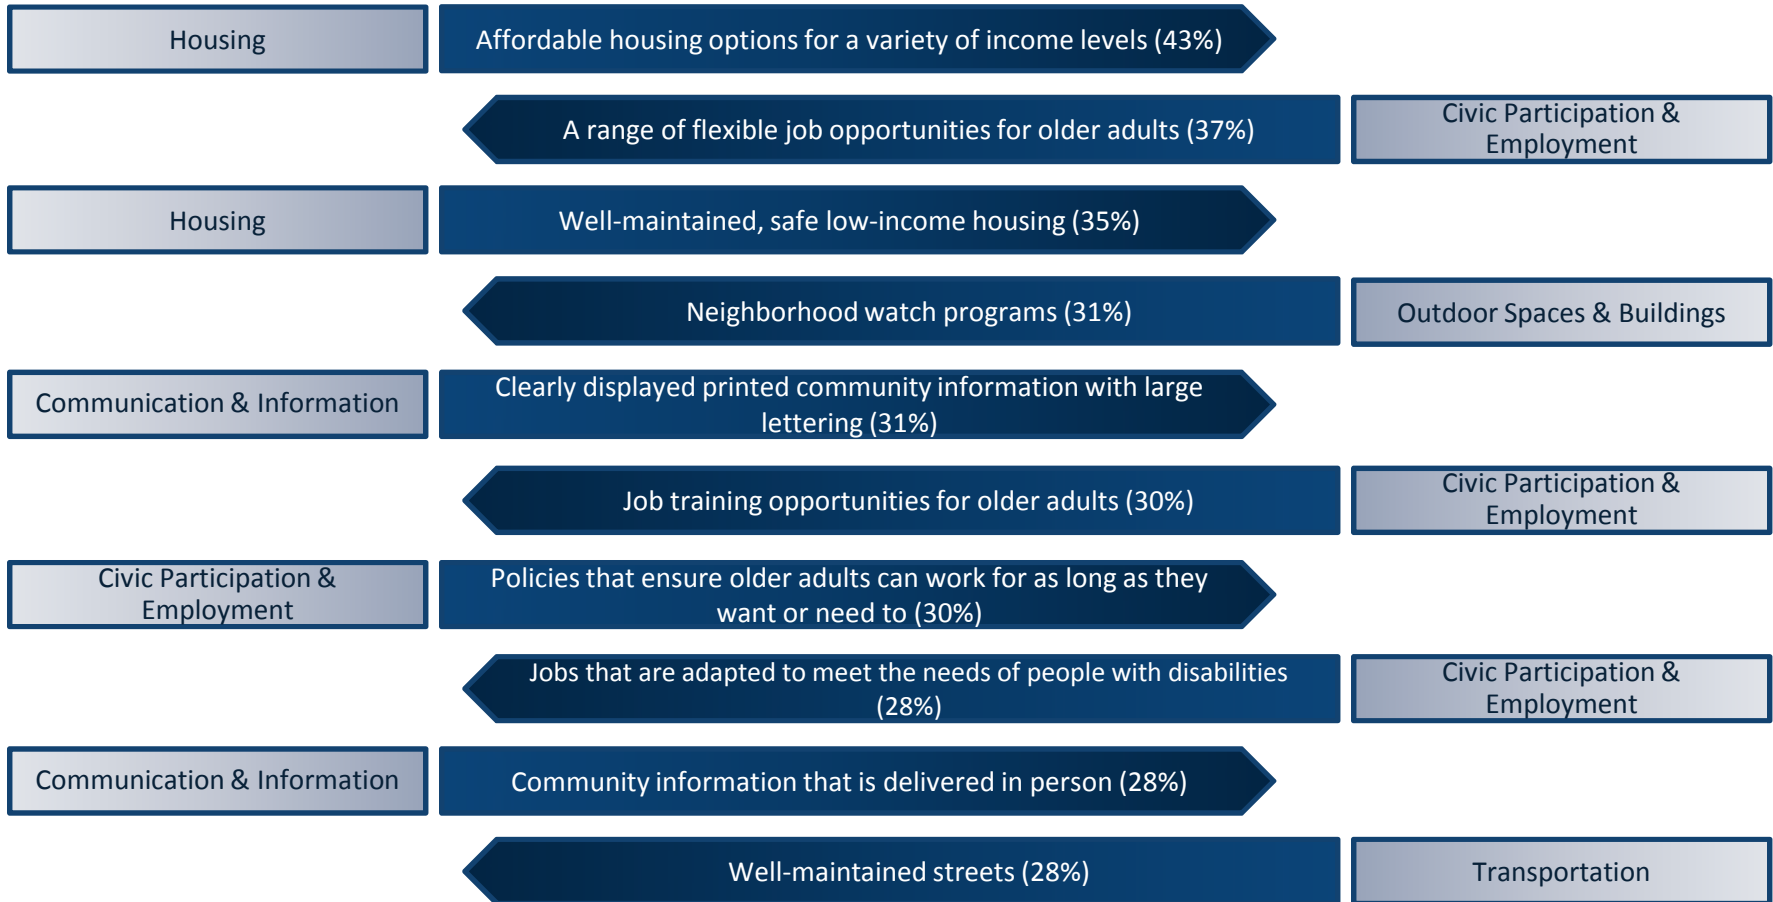 Housing
Affordable housing options for a variety of income levels (43%)
A range of flexible job opportunities for older adults (37%)
Civic Participation &
Employment
Housing
Well-maintained, safe low-income housing (35%)
Neighborhood watch programs (31%)
Outdoor Spaces & Buildings
Communication & Information
Clearly displayed printed community information with large
lettering (31%)
Job training opportunities for older adults (30%)
Civic Participation &
Employment
Civic Participation &
Employment
Policies that ensure older adults can work for as long as they
want or need to (30%)
Jobs that are adapted to meet the needs of people with disabilities
(28%)
Civic Participation &
Employment
Communication & Information
Community information that is delivered in person (28%)
Well-maintained streets (28%)
Transportation